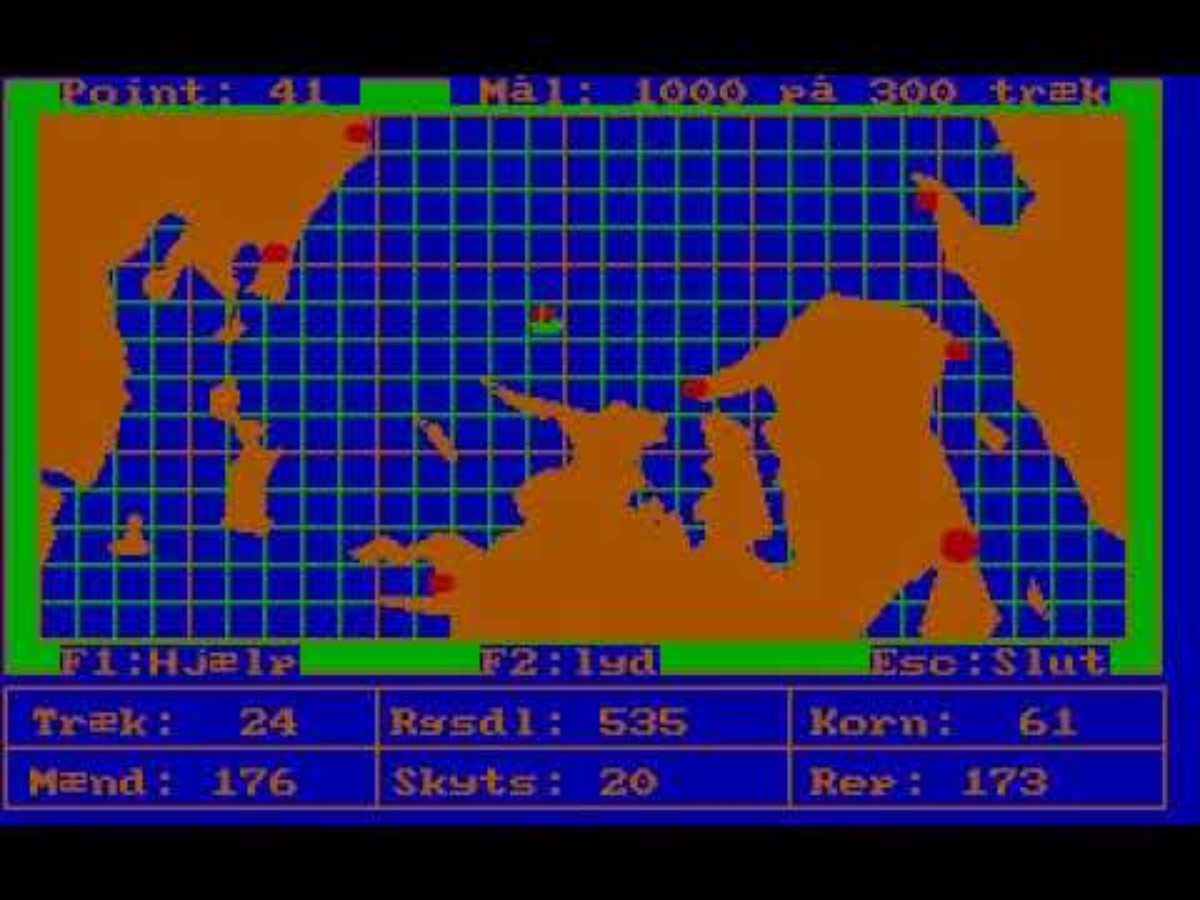 Point: 41 Mål: 1000 på 300 træk
F1:Hjælp F2:lyd Esc:Slut
Træk: 24 Rgsdl: 535 Korn: 61
Mænd: 176 Skyts: 20 Rep: 173